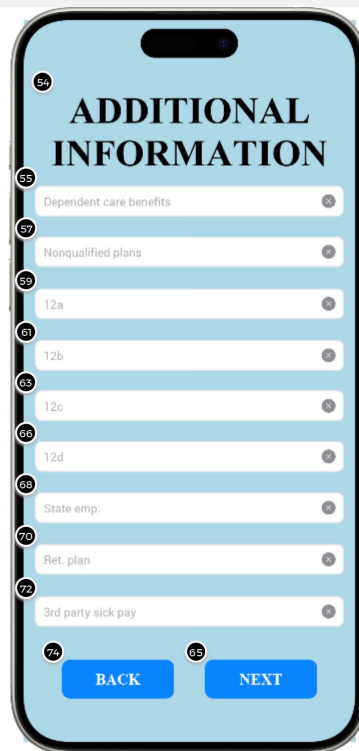 54
ADDITIONAL
INFORMATION
55
Dependent care benefits
57
Nonqualified plans
59
12a
61
12b
63
12c
66
12d
68
State emp.
70
Ret. plan
72
3rd party sick pay
74
BACK
65
NEXT